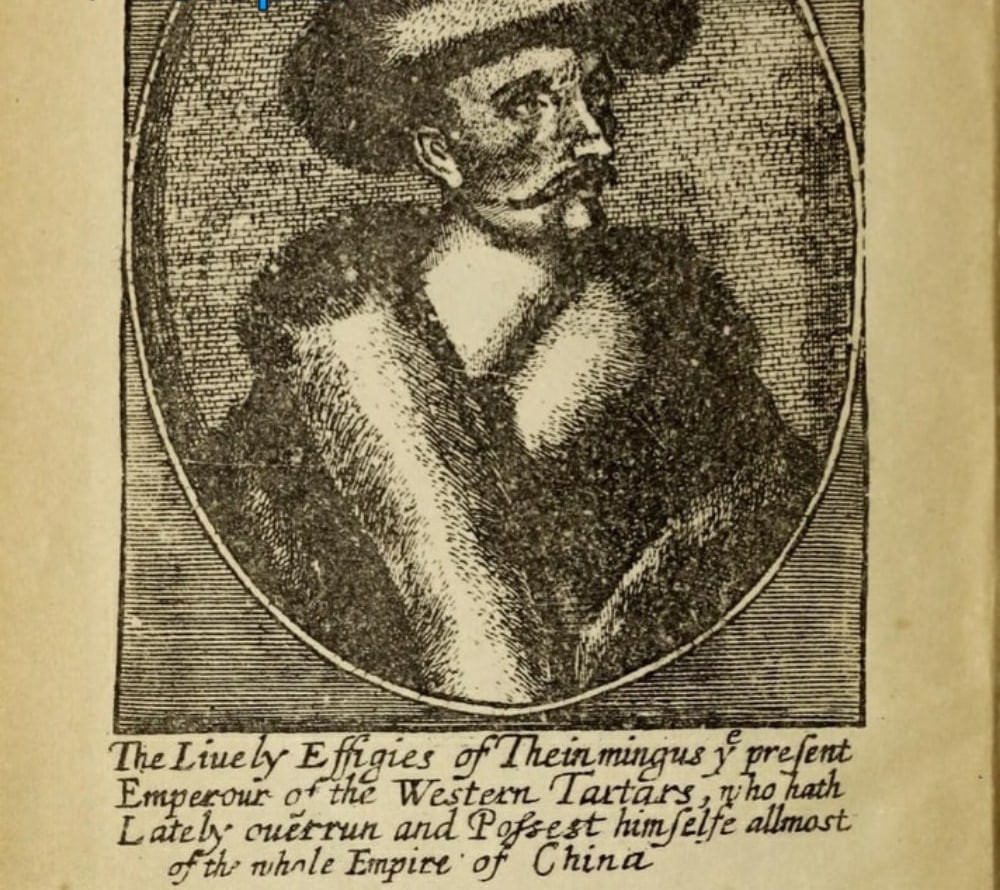 The Liuely Effigies of Theinmingus yͤ preſent
Emperour of the Western Tartars, who hath
Lately ouērrun and Poſsest himſelfe allmost
of the whole Empire of China